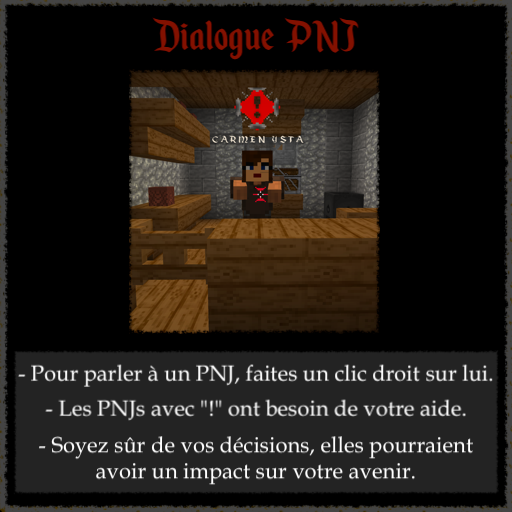 Dialogue PNJ
!
CARMEN USTA
- Pour parler à un PNJ, faites un clic droit sur lui.
- Les PNJs avec "!" ont besoin de votre aide.
- Soyez sûr de vos décisions, elles pourraient
avoir un impact sur votre avenir.